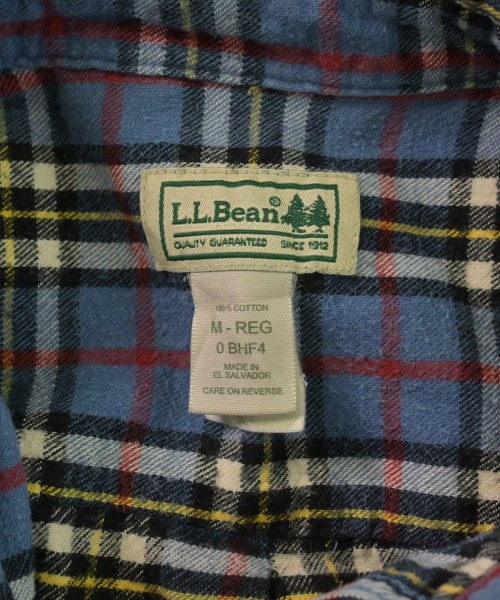 L.L.Bean®
QUALITY GUARANTEED SINCE 1912
100% COTTON
M - REG
0 BHF4
MADE IN
EL SALVADOR
CARE ON REVERSE